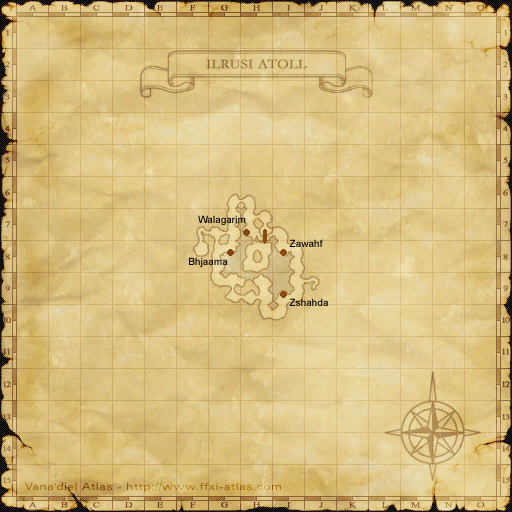 A B C D E F G H I J K L M N O
ILRUSI ATOLL
Walagarim
Zawahf
Bhjaama
Zshahda
Vana'diel Atlas - http://www.ffxi-atlas.com
A B C D E F G H I J K L M N O
1
2
3
4
5
6
7
8
9
10
11
12
13
14
15